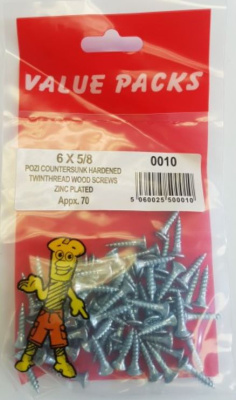 VALUE PACKS
6 X 5/8
POZI COUNTERSUNK HARDENED
TWINTHREAD WOOD SCREWS
ZINC PLATED
Appx. 70
0010
5 060025 500010